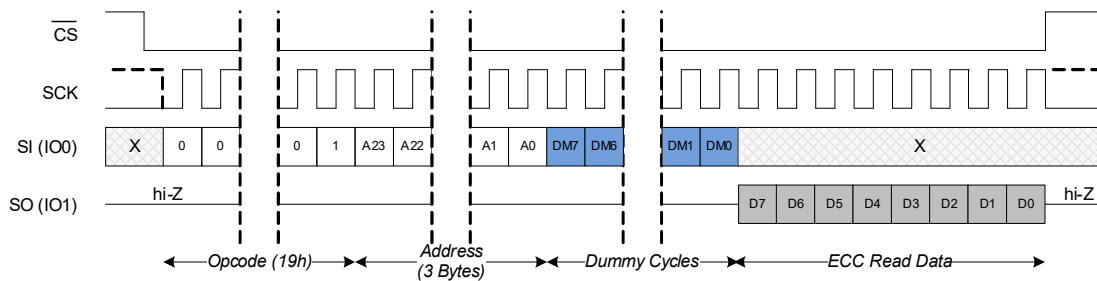 CS
SCK
SI (IO0) X 0 0 0 1 A23 A22 A1 A0 DM7 DM6 DM1 DM0 X
hi-Z hi-Z
SO (IO1) D7 D6 D5 D4 D3 D2 D1 D0
Opcode (19h) Address Dummy Cycles ECC Read Data
(3 Bytes)